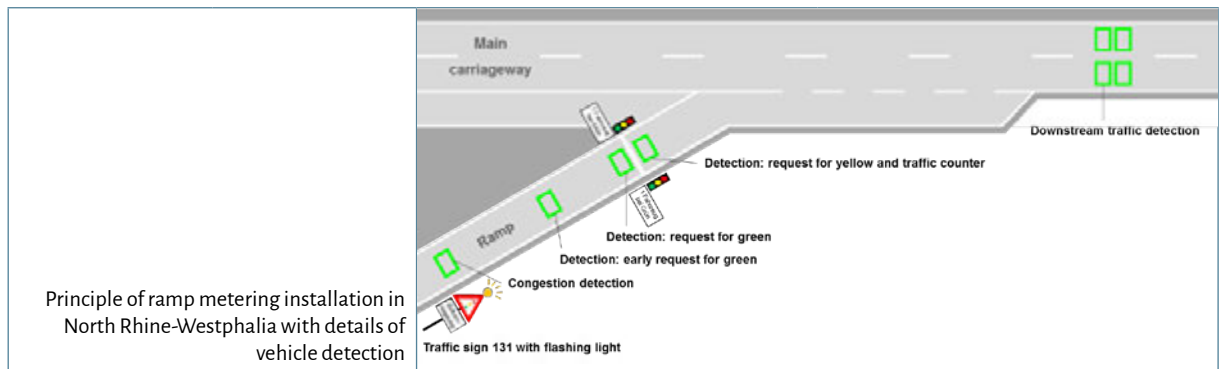 Main
carriageway
Downstream traffic detection
Detection: request for yellow and traffic counter
Ramp
Detection: request for green
Detection: early request for green
Congestion detection
Traffic sign 131 with flashing light
Principle of ramp metering installation in
North Rhine-Westphalia with details of
vehicle detection